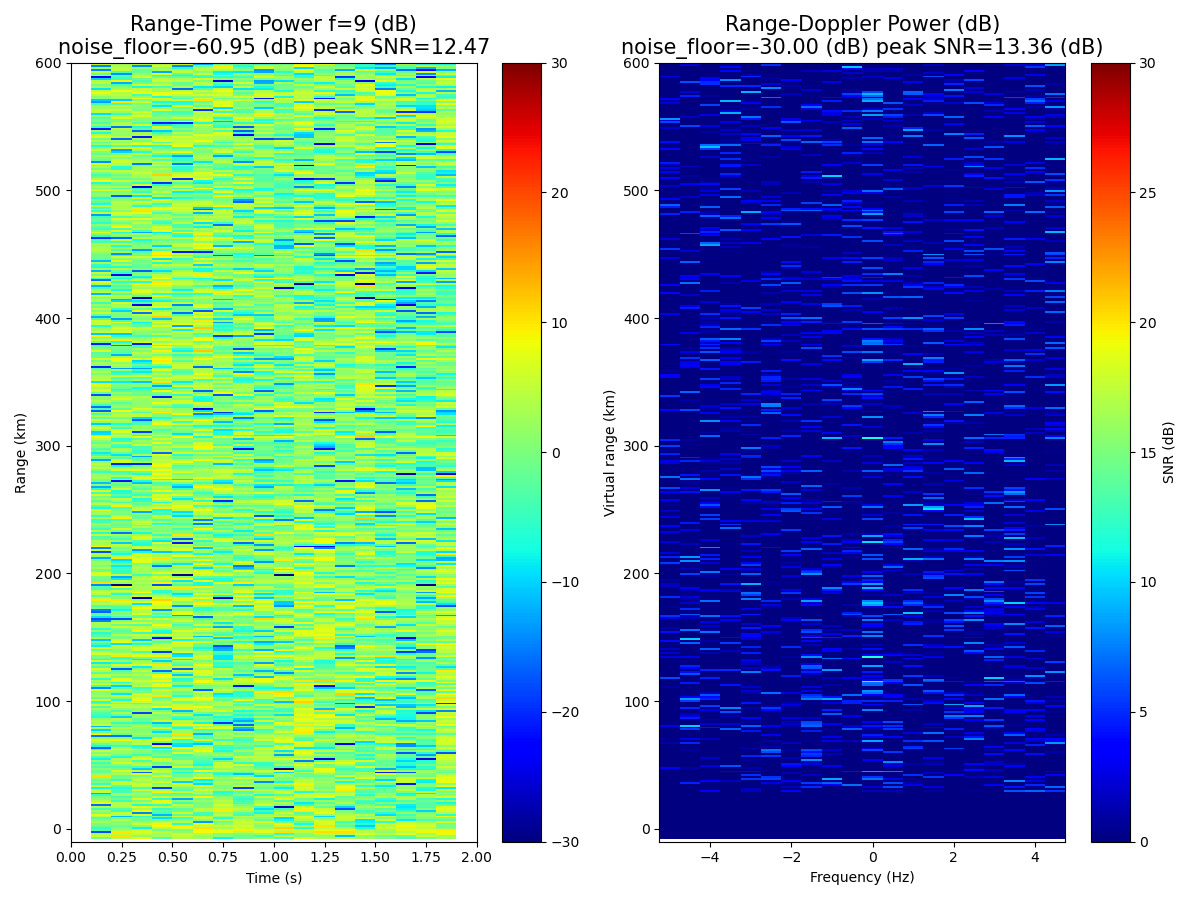 Range-Time Power f=9 (dB)
noise_floor=-60.95 (dB) peak SNR=12.47
Range (km)
600
500
400
300
200
100
0
0.00 0.25 0.50 0.75 1.00 1.25 1.50 1.75 2.00
Time (s)
30
20
10
0
−10
−20
−30
Range-Doppler Power (dB)
noise_floor=-30.00 (dB) peak SNR=13.36 (dB)
Virtual range (km)
600
500
400
300
200
100
0
−4 −2 0 2 4
Frequency (Hz)
30
25
20
15
10
5
0
SNR (dB)